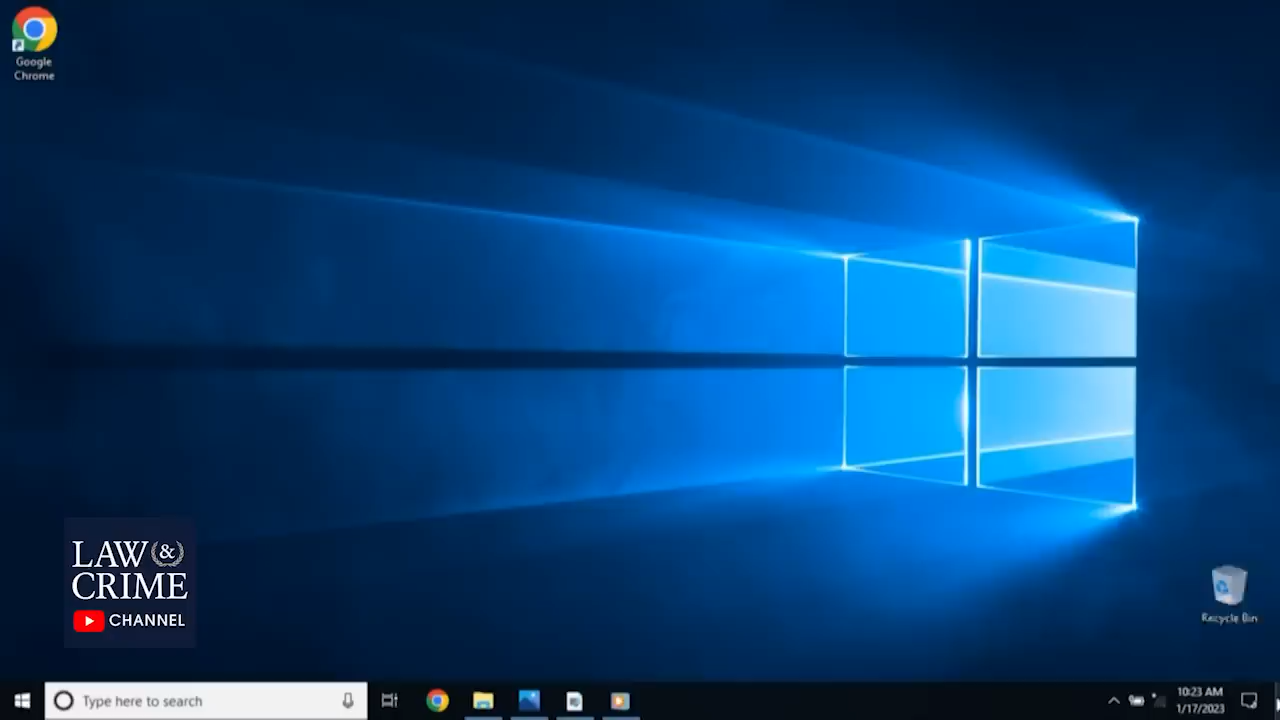 Google
Chrome
LAW &
CRIME
CHANNEL
Recycle Bin
Type here to search
10:23 AM
1/17/2023